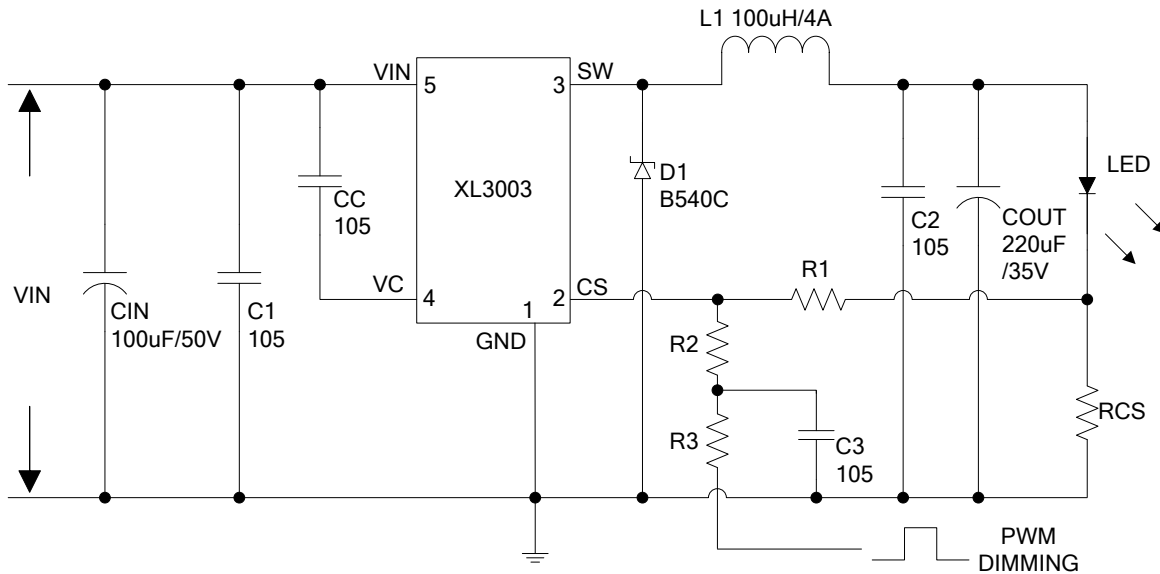 L1 100uH/4A
VIN
5
3
SW
XL3003
CC
105
D1
B540C
LED
C2
105
COUT
220uF
/35V
VIN
CIN
100uF/50V
C1
105
VC
4
2
CS
1
GND
R1
R2
R3
C3
105
RCS
PWM
DIMMING